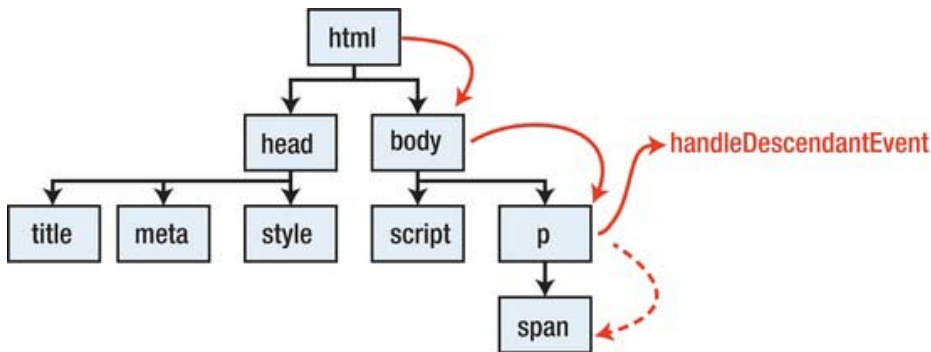 html
head
body
handleDescendantEvent
title
meta
style
script
p
span